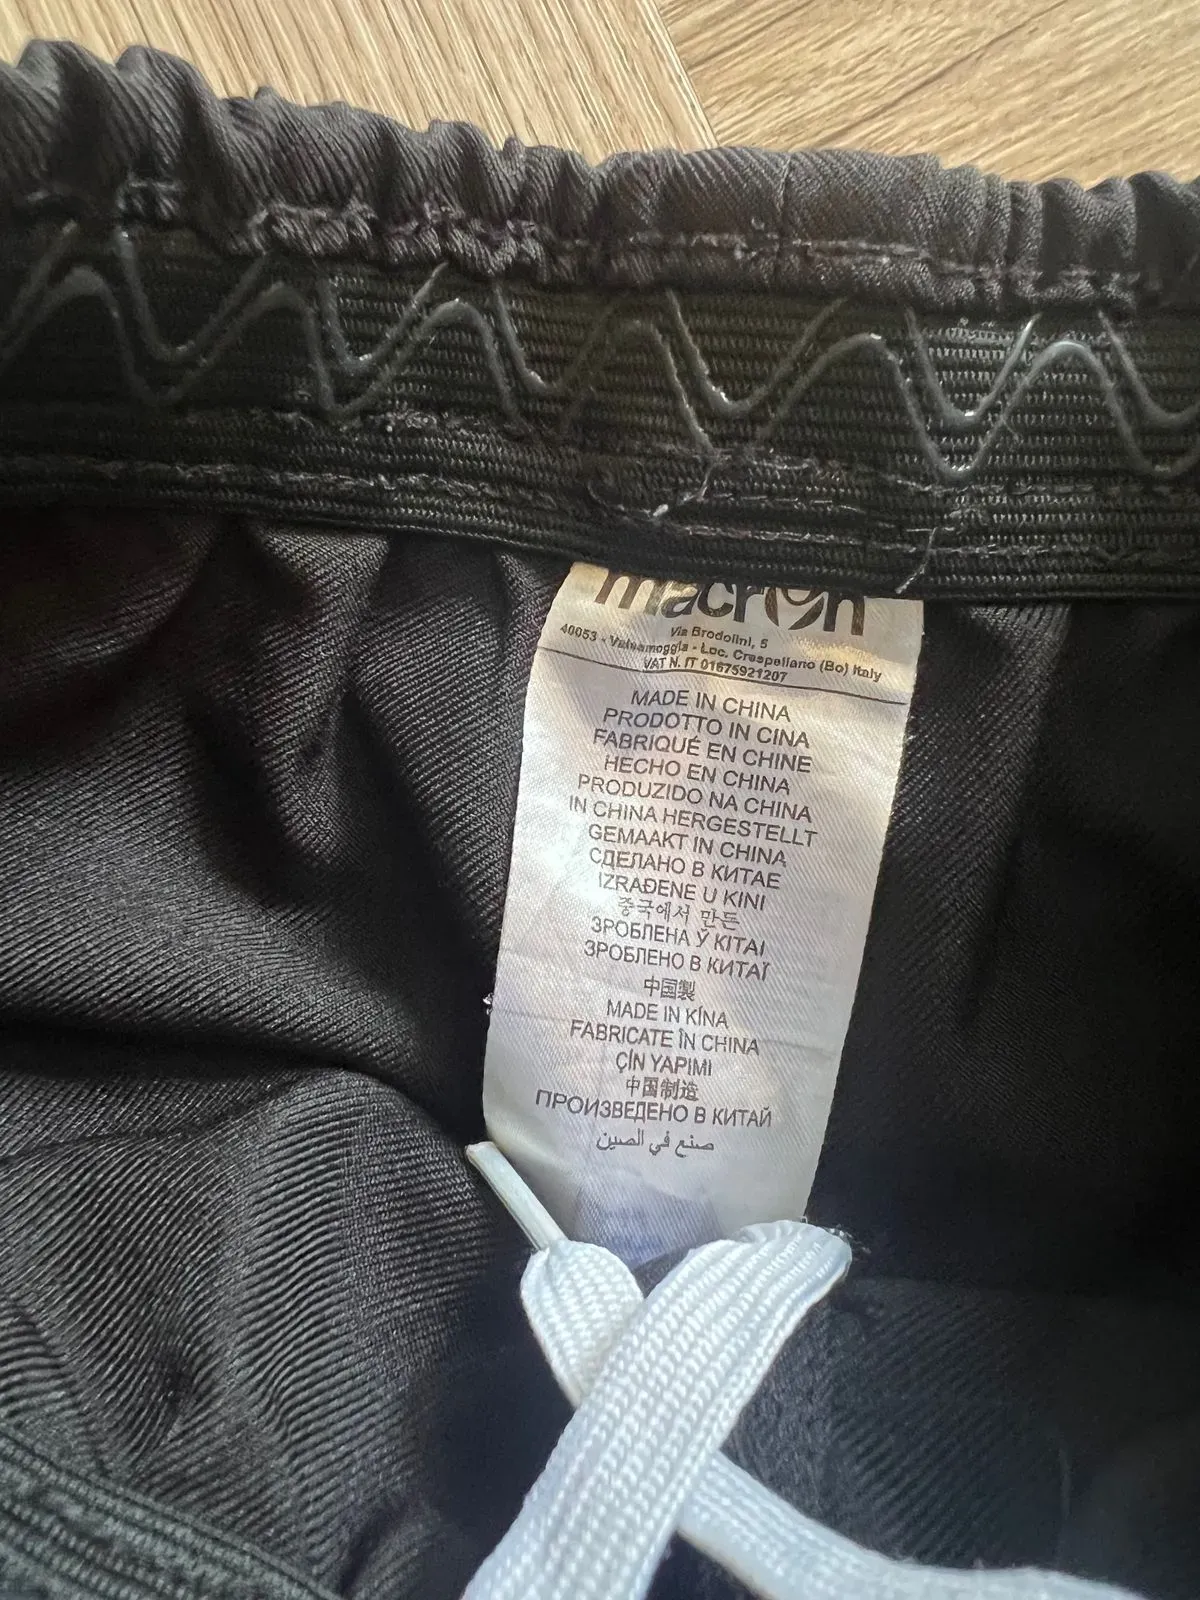 macron
Via Brodolini, 5
40053 - Valsamoggia - Loc. Crespellano (Bo) Italy
VAT N. IT 01675921207
MADE IN CHINA
PRODOTTO IN CINA
FABRIQUÉ EN CHINE
HECHO EN CHINA
PRODUZIDO NA CHINA
IN CHINA HERGESTELLT
GEMAAKT IN CHINA
СДЕЛАНО В КИТАЕ
IZRAĐENE U KINI
중국에서 만든
ЗРОБЛЕНА Ў КІТАІ
ЗРОБЛЕНО В КИТАЇ
中国製
MADE IN KÍNA
FABRICATE ÎN CHINA
ÇİN YAPIMI
中国制造
ПРОИЗВЕДЕНО В КИТАЙ
صنع في الصين